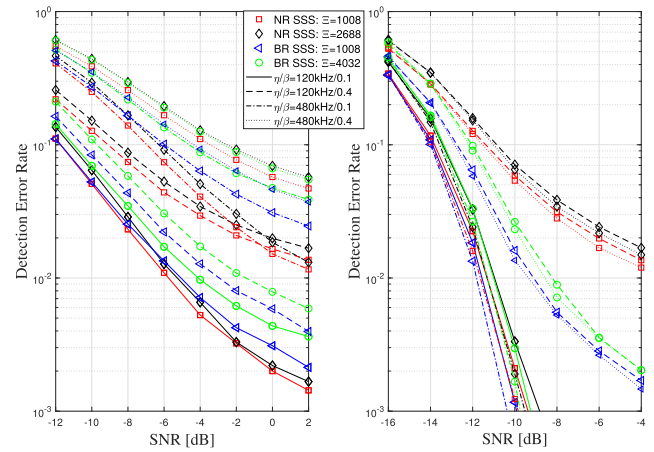 NR SSS: Ξ=1008
NR SSS: Ξ=2688
BR SSS: Ξ=1008
BR SSS: Ξ=4032
η/β=120kHz/0.1
η/β=120kHz/0.4
η/β=480kHz/0.1
η/β=480kHz/0.4
Detection Error Rate
10^0
10^-1
10^-2
10^-3
-12 -10 -8 -6 -4 -2 0 2
SNR [dB]
Detection Error Rate
10^0
10^-1
10^-2
10^-3
-16 -14 -12 -10 -8 -6 -4
SNR [dB]